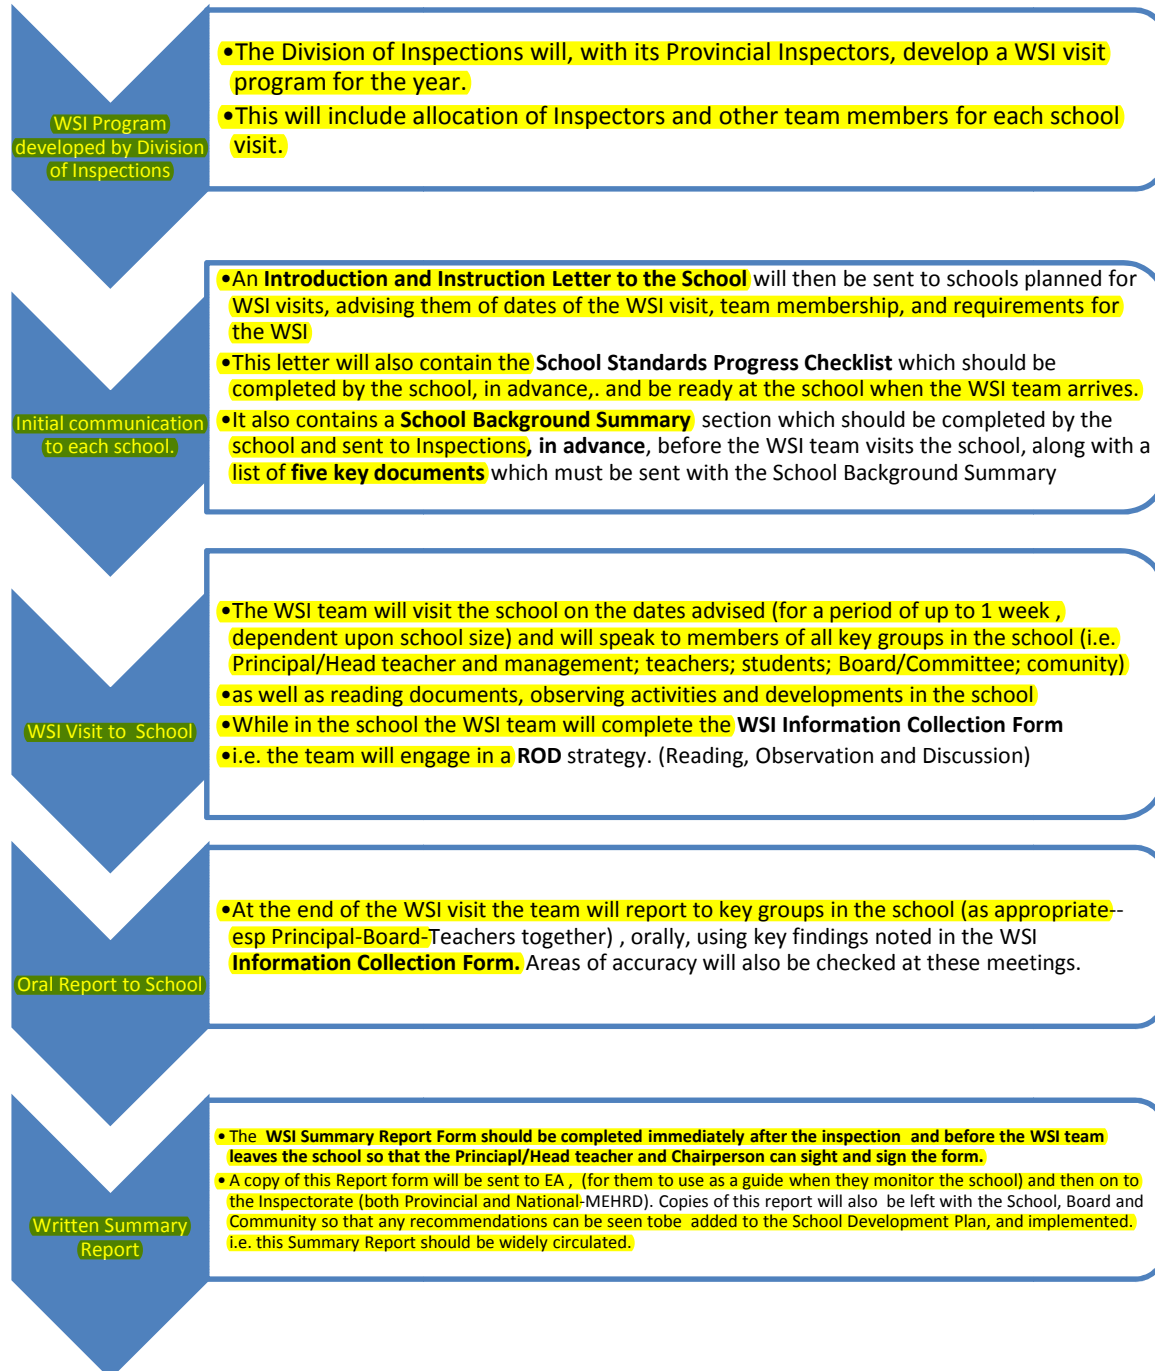 WSI Program
developed by Division
of Inspections
•The Division of Inspections will, with its Provincial Inspectors, develop a WSI visit
program for the year.
•This will include allocation of Inspectors and other team members for each school
visit.
Initial communication
to each school.
•An Introduction and Instruction Letter to the School will then be sent to schools planned for
WSI visits, advising them of dates of the WSI visit, team membership, and requirements for
the WSI
•This letter will also contain the School Standards Progress Checklist which should be
completed by the school, in advance,. and be ready at the school when the WSI team arrives.
•It also contains a School Background Summary section which should be completed by the
school and sent to Inspections, in advance, before the WSI team visits the school, along with a
list of five key documents which must be sent with the School Background Summary
WSI Visit to School
•The WSI team will visit the school on the dates advised (for a period of up to 1 week ,
dependent upon school size) and will speak to members of all key groups in the school (i.e.
Principal/Head teacher and management; teachers; students; Board/Committee; comunity)
•as well as reading documents, observing activities and developments in the school
•While in the school the WSI team will complete the WSI Information Collection Form
•i.e. the team will engage in a ROD strategy. (Reading, Observation and Discussion)
Oral Report to School
•At the end of the WSI visit the team will report to key groups in the school (as appropriate--
esp Principal-Board-Teachers together) , orally, using key findings noted in the WSI
Information Collection Form. Areas of accuracy will also be checked at these meetings.
Written Summary
Report
• The WSI Summary Report Form should be completed immediately after the inspection and before the WSI team
leaves the school so that the Princiapl/Head teacher and Chairperson can sight and sign the form.
• A copy of this Report form will be sent to EA , (for them to use as a guide when they monitor the school) and then on to
the Inspectorate (both Provincial and National-MEHRD). Copies of this report will also be left with the School, Board and
Community so that any recommendations can be seen tobe added to the School Development Plan, and implemented.
i.e. this Summary Report should be widely circulated.